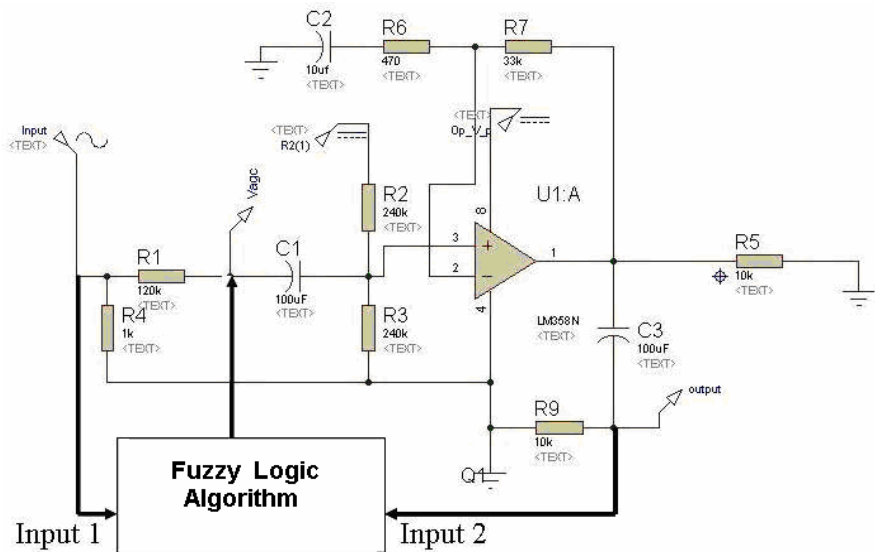 C2
10uf
<TEXT>
R6
470
<TEXT>
R7
33k
<TEXT>
Input
<TEXT>
<TEXT>
R2(1)
<TEXT>
Op_V_p
Vagc
R2
240k
<TEXT>
8
U1:A
R1
120k
<TEXT>
C1
100uF
<TEXT>
3
2
1
4
R5
10k
<TEXT>
R4
1k
<TEXT>
R3
240k
<TEXT>
LM358N
<TEXT>
C3
100uF
<TEXT>
R9
10k
<TEXT>
output
Q1
Fuzzy Logic
Algorithm
Input 1
Input 2